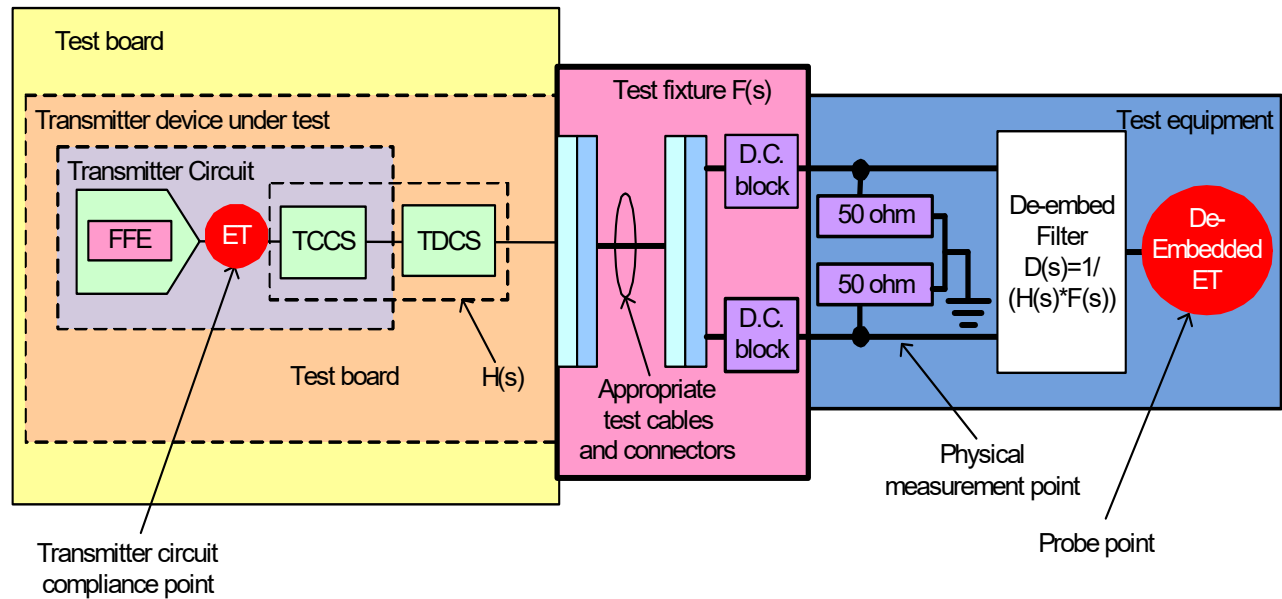 Test board
Test fixture F(s)
Transmitter device under test
Test equipment
Transmitter Circuit
D.C.
block
FFE
ET
TCCS
TDCS
50 ohm
50 ohm
De-embed
Filter
D(s)=1/
(H(s)*F(s))
De-
Embedded
ET
D.C.
block
Test board
H(s)
Appropriate
test cables
and connectors
Physical
measurement point
Probe point
Transmitter circuit
compliance point